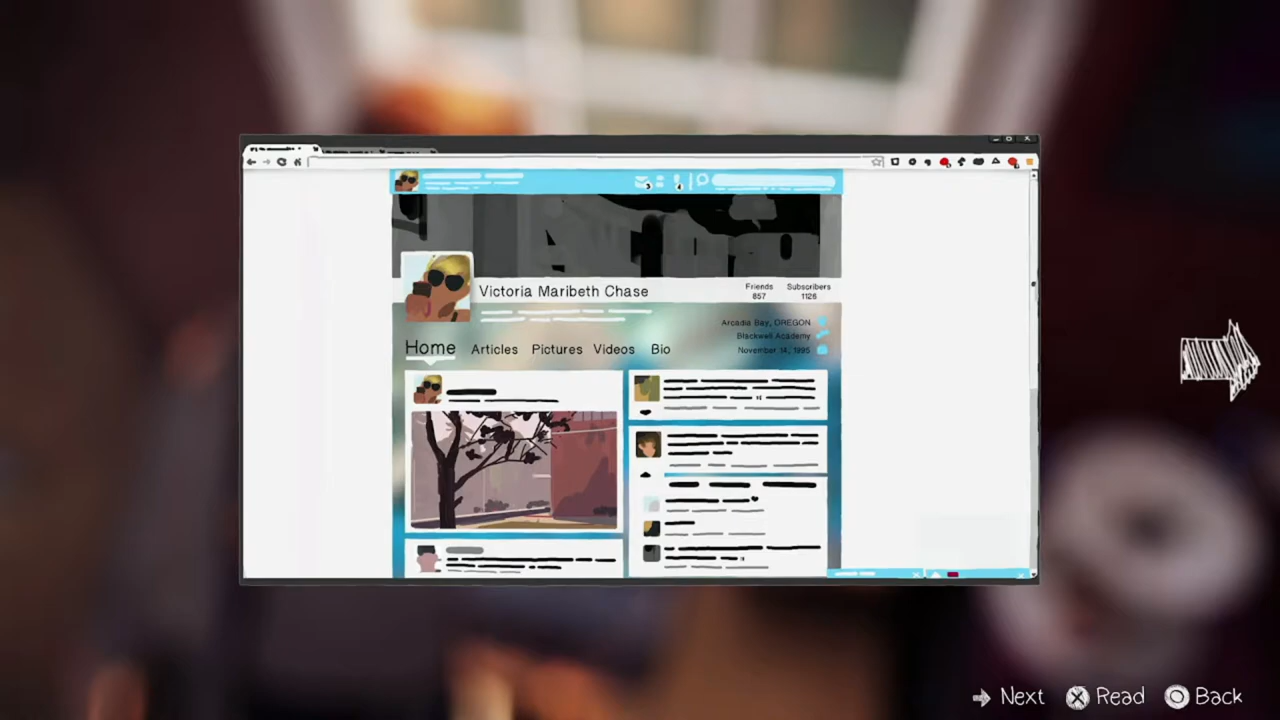 Victoria Maribeth Chase
Friends
857
Subscribers
1126
Arcadia Bay, OREGON
Blackwell Academy
November 14, 1995
Home Articles Pictures Videos Bio
Next Read Back